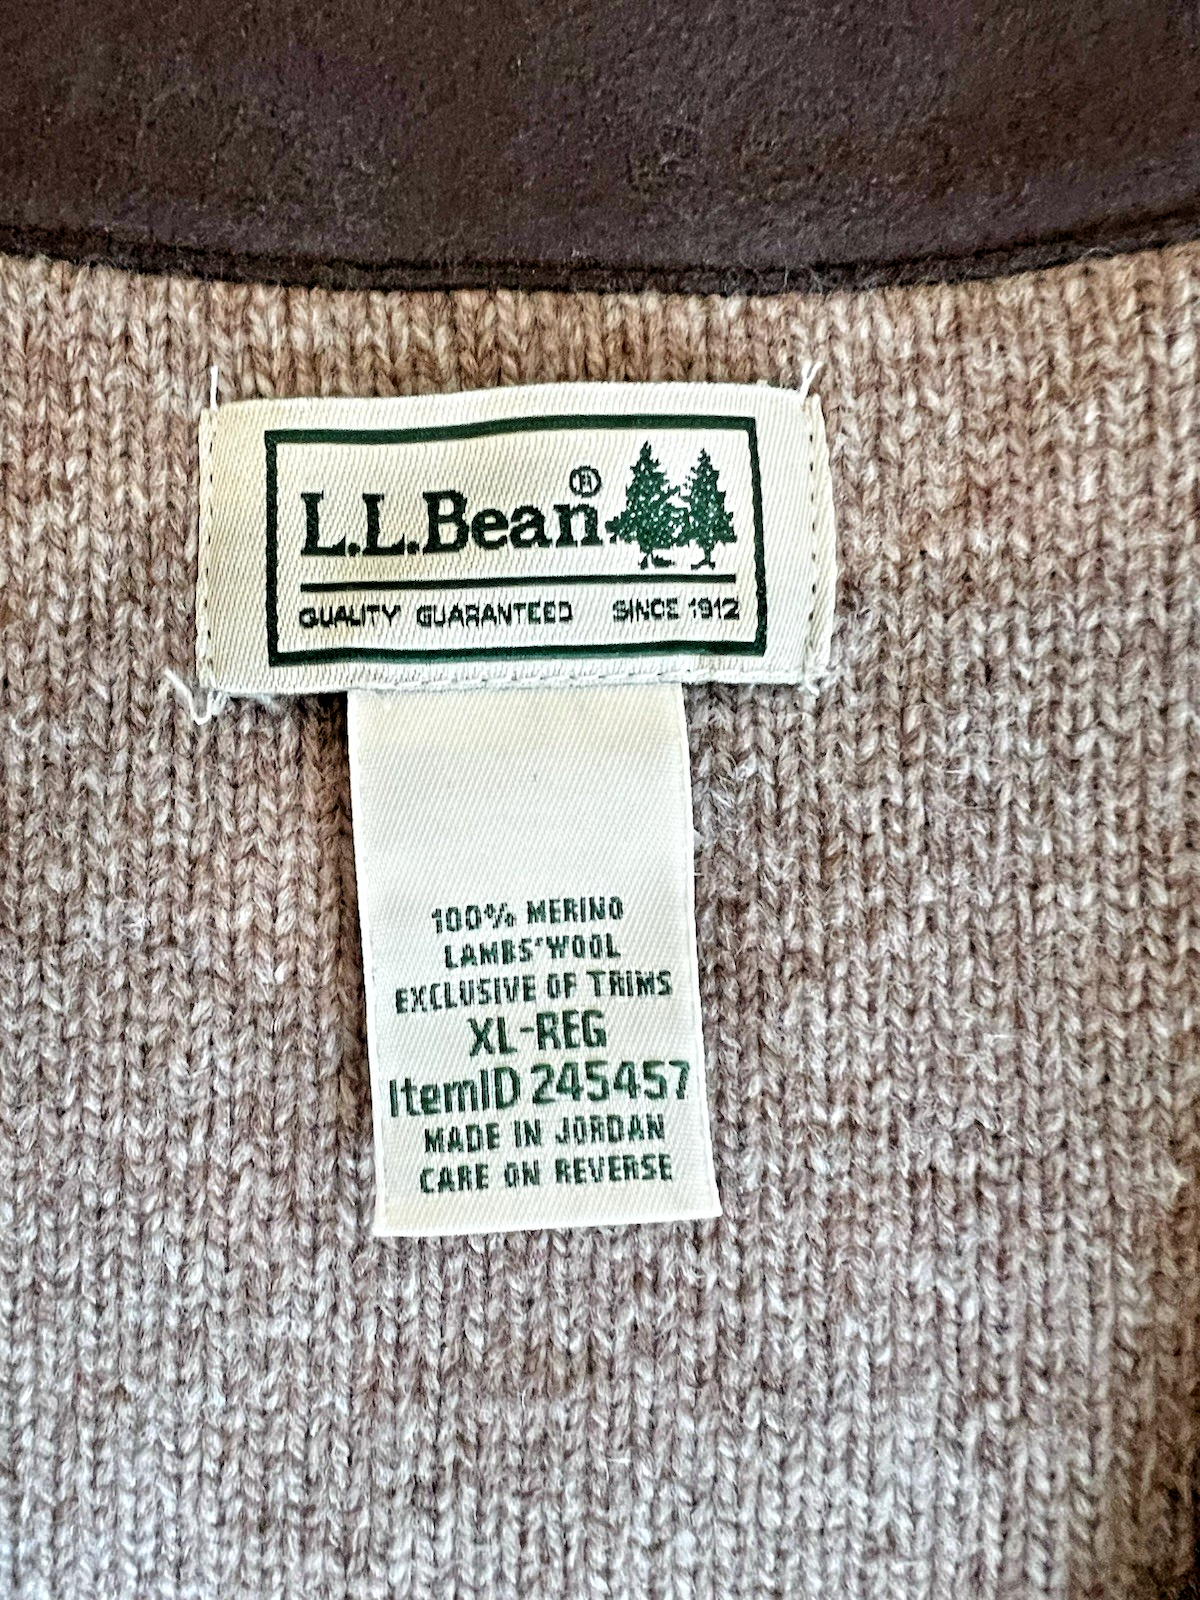 L.L.Bean®
QUALITY GUARANTEED SINCE 1912
100% MERINO
LAMBS'WOOL
EXCLUSIVE OF TRIMS
XL-REG
ItemID 245457
MADE IN JORDAN
CARE ON REVERSE